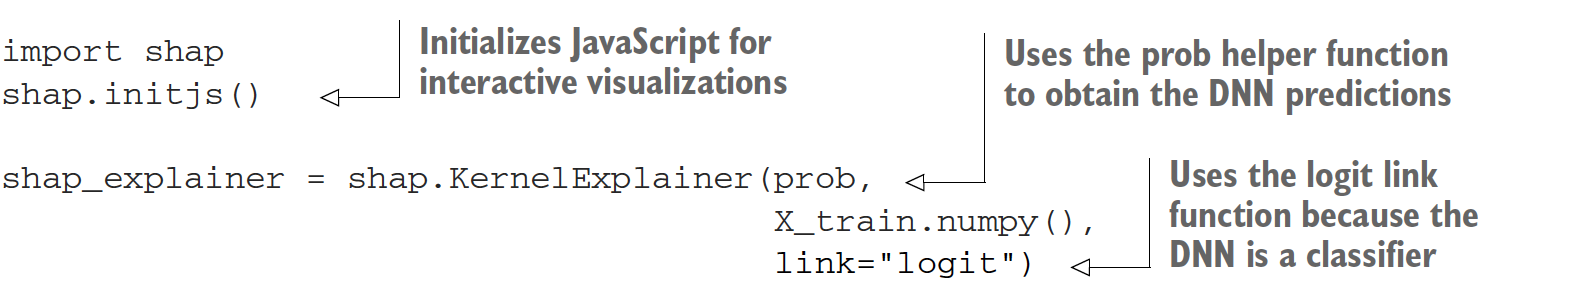 import shap
shap.initjs()
Initializes JavaScript for
interactive visualizations
Uses the prob helper function
to obtain the DNN predictions
shap_explainer = shap.KernelExplainer(prob,
X_train.numpy(),
link="logit")
Uses the logit link
function because the
DNN is a classifier